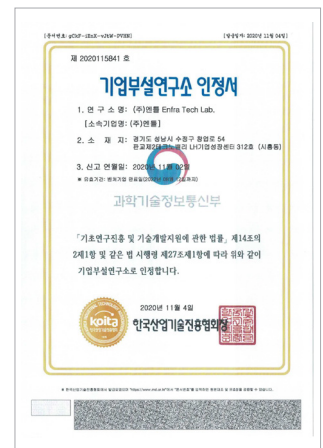 제 2020115841 호
기업부설연구소 인정서
1. 연 구 소 명: (주)멘틀 Enfra Tech Lab.
[소속기업명: (주)멘틀]
2. 소 재 지: 경기도 성남시 수정구 창업로 54
판교제2테크노밸리 LH기업성장센터 312호 (시흥동)
3. 신고 연월일: 2020년 11월 02일
과학기술정보통신부
「기초연구진흥 및 기술개발지원에 관한 법률」 제14조의
2제1항 및 같은 법 시행령 제27조제1항에 따라 위와 같이
기업부설연구소로 인정합니다.
2020년 11월 4일
한국산업기술진흥협회장
koita